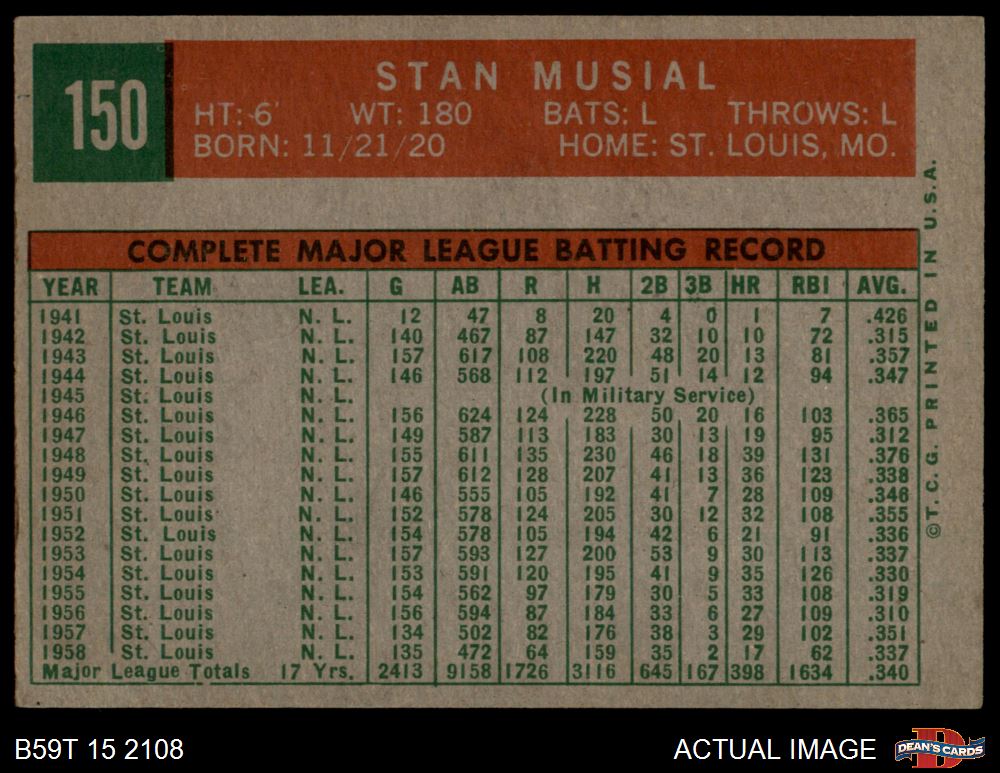 150
STAN MUSIAL
HT: 6' WT: 180 BATS: L THROWS: L
BORN: 11/21/20 HOME: ST. LOUIS, MO.
COMPLETE MAJOR LEAGUE BATTING RECORD
YEAR TEAM LEA. G AB R H 2B 3B HR RBI AVG.
1941 St. Louis N. L. 12 47 8 20 4 0 1 7 .426
1942 St. Louis N. L. 140 467 87 147 32 10 10 72 .315
1943 St. Louis N. L. 157 617 108 220 48 20 13 81 .357
1944 St. Louis N. L. 146 568 112 197 51 14 12 94 .347
1945 St. Louis N. L. (In Military Service)
1946 St. Louis N. L. 156 624 124 228 50 20 16 103 .365
1947 St. Louis N. L. 149 587 113 183 30 13 19 95 .312
1948 St. Louis N. L. 155 611 135 230 46 18 39 131 .376
1949 St. Louis N. L. 157 612 128 207 41 13 36 123 .338
1950 St. Louis N. L. 146 555 105 192 41 7 28 109 .346
1951 St. Louis N. L. 152 578 124 205 30 12 32 108 .355
1952 St. Louis N. L. 154 578 105 194 42 6 21 91 .336
1953 St. Louis N. L. 157 593 127 200 53 9 30 113 .337
1954 St. Louis N. L. 153 591 120 195 41 9 35 126 .330
1955 St. Louis N. L. 154 562 97 179 30 5 33 108 .319
1956 St. Louis N. L. 156 594 87 184 33 6 27 109 .310
1957 St. Louis N. L. 134 502 82 176 38 3 29 102 .351
1958 St. Louis N. L. 135 472 64 159 35 2 17 62 .337
Major League Totals 17 Yrs. 2413 9158 1726 3116 645 167 398 1634 .340
©T.C.G. PRINTED IN U.S.A.
B59T 15 2108
ACTUAL IMAGE
D
DEAN'S CARDS